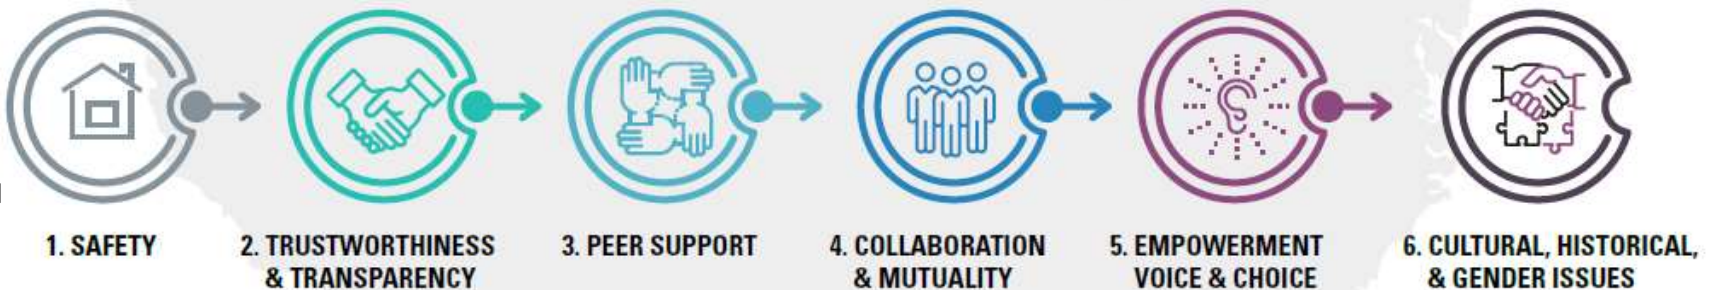 1. SAFETY
2. TRUSTWORTHINESS
& TRANSPARENCY
3. PEER SUPPORT
4. COLLABORATION
& MUTUALITY
5. EMPOWERMENT
VOICE & CHOICE
6. CULTURAL, HISTORICAL,
& GENDER ISSUES